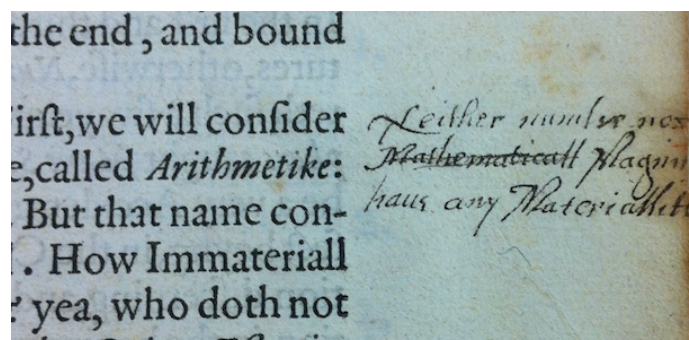 the end, and bound
irſt, we will conſider
e, called Arithmetike:
But that name con-
. How Immateriall
yea, who doth not
Neither number nor
Mathematicall Magni
haue any Materiallit